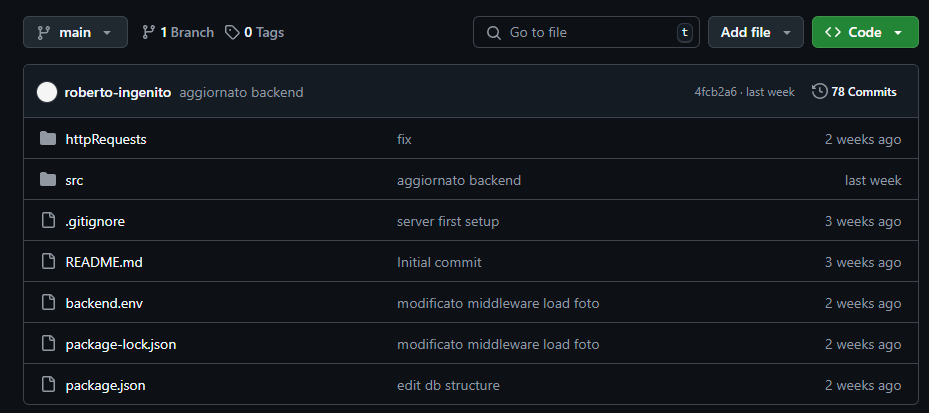 main 1 Branch 0 Tags Go to file t Add file Code
roberto-ingenito aggiornato backend 4fcb2a6 · last week 78 Commits
httpRequests fix 2 weeks ago
src aggiornato backend last week
.gitignore server first setup 3 weeks ago
README.md Initial commit 3 weeks ago
backend.env modificato middleware load foto 2 weeks ago
package-lock.json modificato middleware load foto 2 weeks ago
package.json edit db structure 2 weeks ago